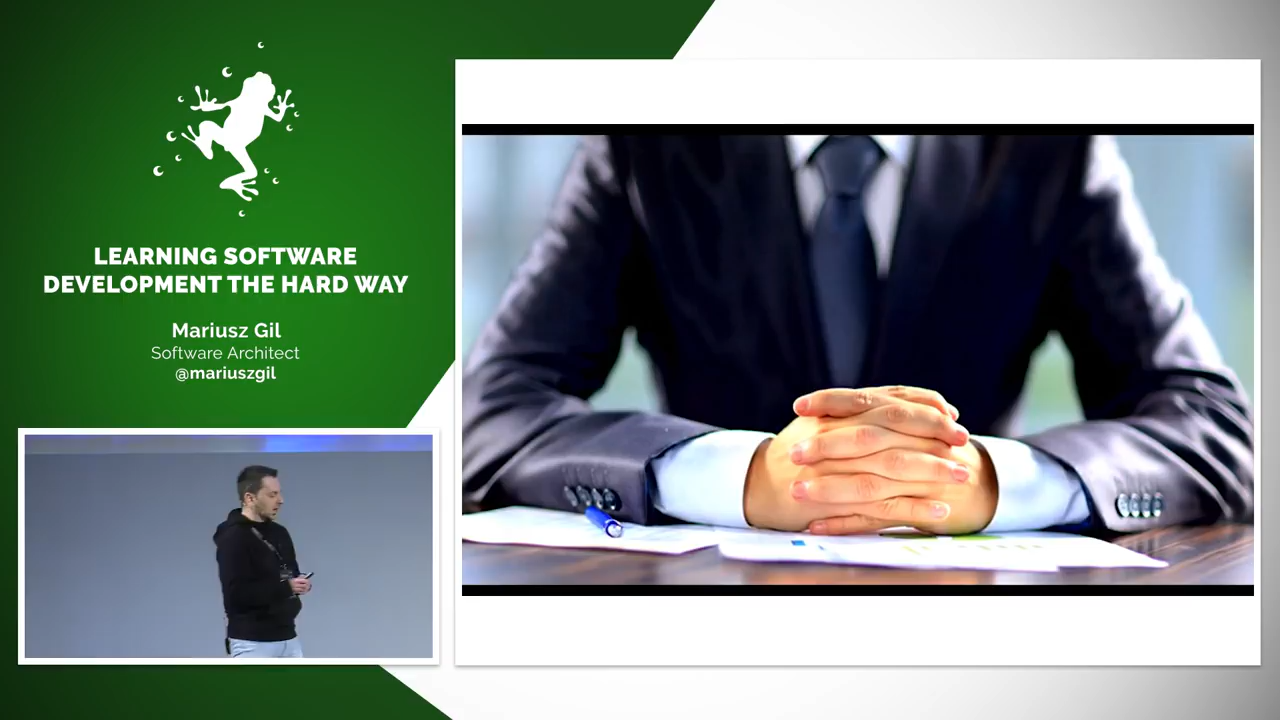 LEARNING SOFTWARE
DEVELOPMENT THE HARD WAY
Mariusz Gil
Software Architect
@mariuszgil